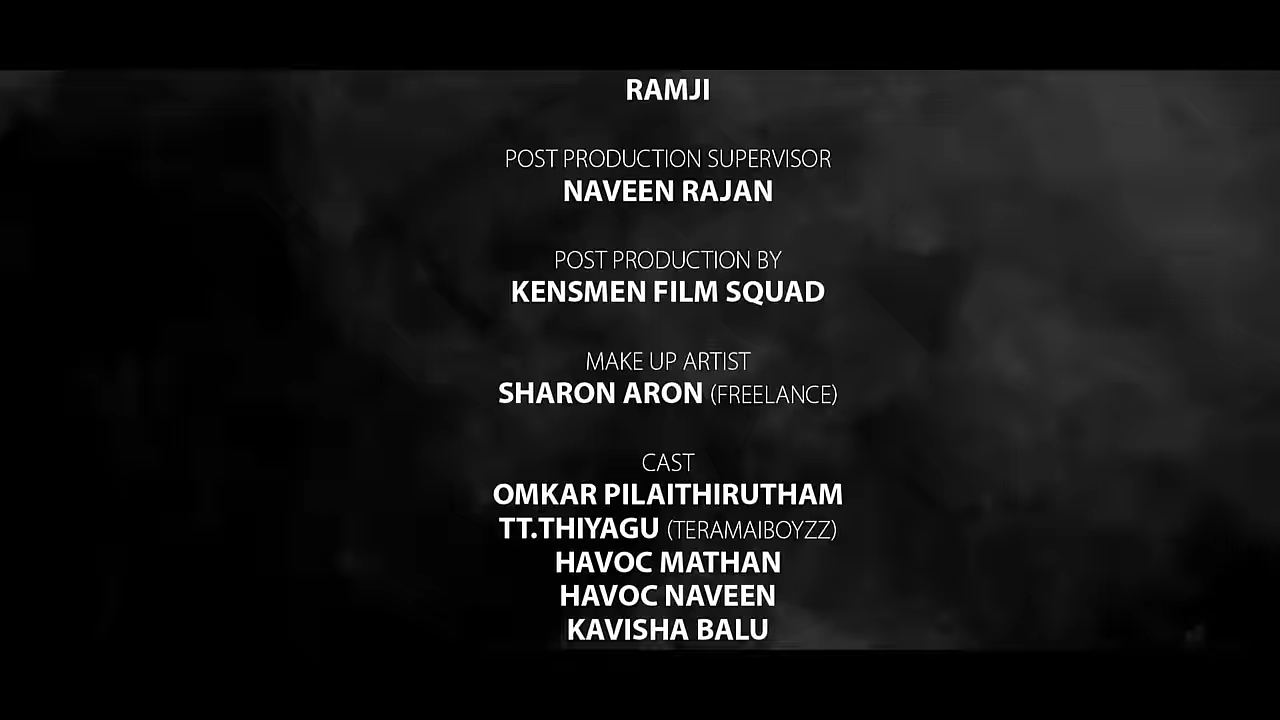 RAMJI
POST PRODUCTION SUPERVISOR
NAVEEN RAJAN
POST PRODUCTION BY
KENSMEN FILM SQUAD
MAKE UP ARTIST
SHARON ARON (FREELANCE)
CAST
OMKAR PILAITHIRUTHAM
TT.THIYAGU (TERAMAIBOYZZ)
HAVOC MATHAN
HAVOC NAVEEN
KAVISHA BALU